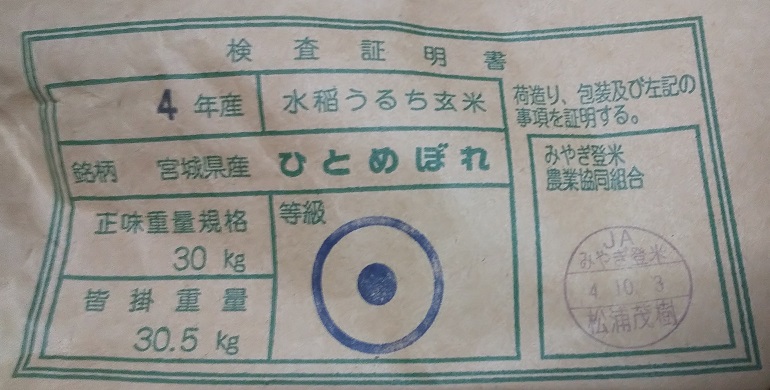 検査証明書
4年産
水稲うるち玄米
銘柄 宮城県産 ひとめぼれ
正味重量規格
30 kg
皆掛重量
30.5 kg
等級
荷造り、包装及び左記の
事項を証明する。
みやぎ登米
農業協同組合
JA
みやぎ登米
4.10.3
松浦茂樹